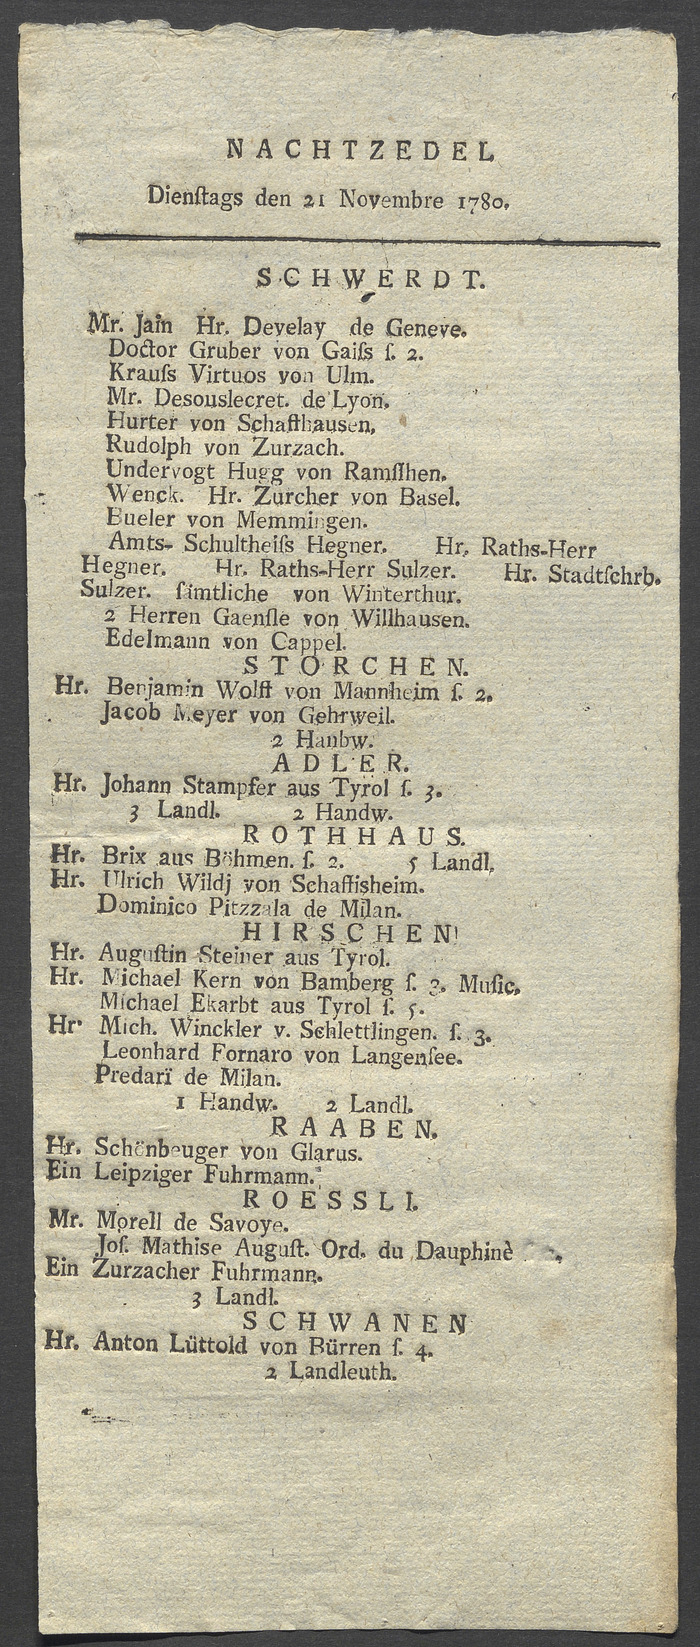 NACHTZEDEL
Dienſtags den 21 Novembre 1780.
SCHWERDT.
Mr. Jain Hr. Develay de Geneve.
Doctor Gruber von Gaiſs ſ. 2.
Krauſs Virtuos von Ulm.
Mr. Desouslecret. de Lyon.
Hurter von Schaffhausen,
Rudolph von Zurzach.
Undervogt Hugg von Ramſſhen.
Wenck. Hr. Zurcher von Basel.
Bueler von Memmingen.
Amts- Schultheiſs Hegner. Hr. Raths-Herr
Hegner. Hr. Raths-Herr Sulzer. Hr. Stadtſchrb.
Sulzer. ſämtliche von Winterthur.
2 Herren Gaenſle von Willhausen.
Edelmann von Cappel.
STORCHEN.
Hr. Benjamin Wolff von Mannheim ſ. 2.
Jacob Meyer von Gehrweil.
2 Hanbw.
ADLER.
Hr. Johann Stampfer aus Tyrol ſ. 3.
3 Landl. 2 Handw.
ROTHHAUS.
Hr. Brix aus Böhmen. ſ. 2. 5 Landl.
Hr. Ulrich Wildj von Schaffisheim.
Dominico Pitzzala de Milan.
HIRSCHEN
Hr. Auguſtin Steiner aus Tyrol.
Hr. Michael Kern von Bamberg ſ. 3. Muſic.
Michael Ekarbt aus Tyrol ſ. 5.
Hr. Mich. Winckler v. Schlettlingen. ſ. 3.
Leonhard Fornaro von Langenſee.
Predarï de Milan.
1 Handw. 2 Landl.
RAABEN.
Hr. Schönbeuger von Glarus.
Ein Leipziger Fuhrmann.
ROESSLI.
Mr. Morell de Savoye.
Joſ. Mathise Auguſt. Ord. du Dauphinè
Ein Zurzacher Fuhrmann.
3 Landl.
SCHWANEN
Hr. Anton Lüttold von Bürren ſ. 4.
2 Landleuth.